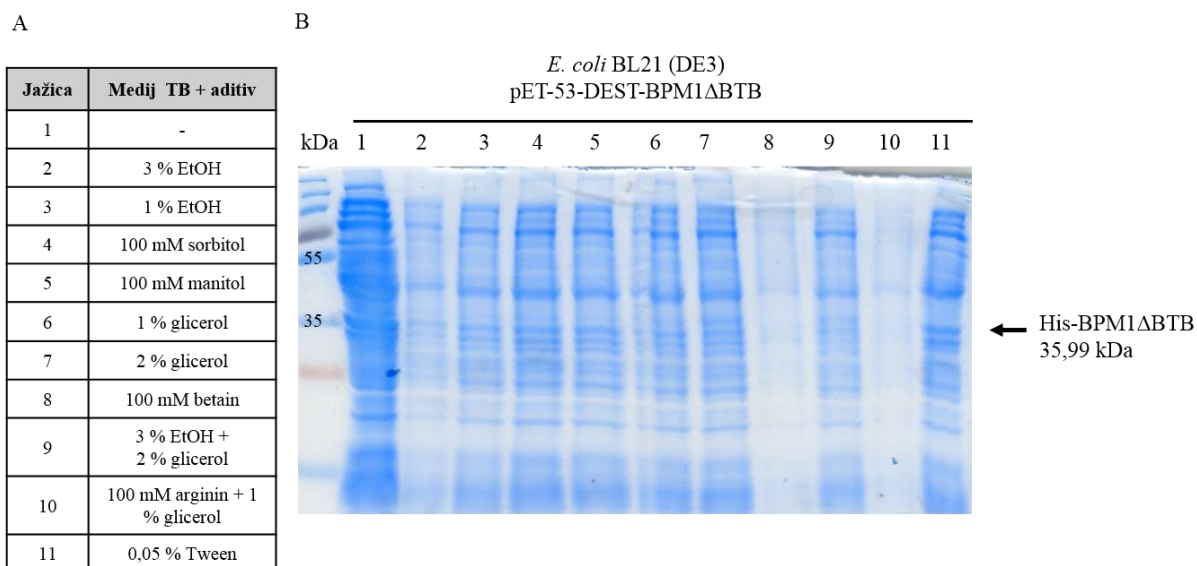 A
Jažica Medij TB + aditiv
1 -
2 3 % EtOH
3 1 % EtOH
4 100 mM sorbitol
5 100 mM manitol
6 1 % glicerol
7 2 % glicerol
8 100 mM betain
9 3 % EtOH +
2 % glicerol
10 100 mM arginin + 1
% glicerol
11 0,05 % Tween
B
E. coli BL21 (DE3)
pET-53-DEST-BPM1ΔBTB
kDa 1 2 3 4 5 6 7 8 9 10 11
55
35
His-BPM1ΔBTB
35,99 kDa